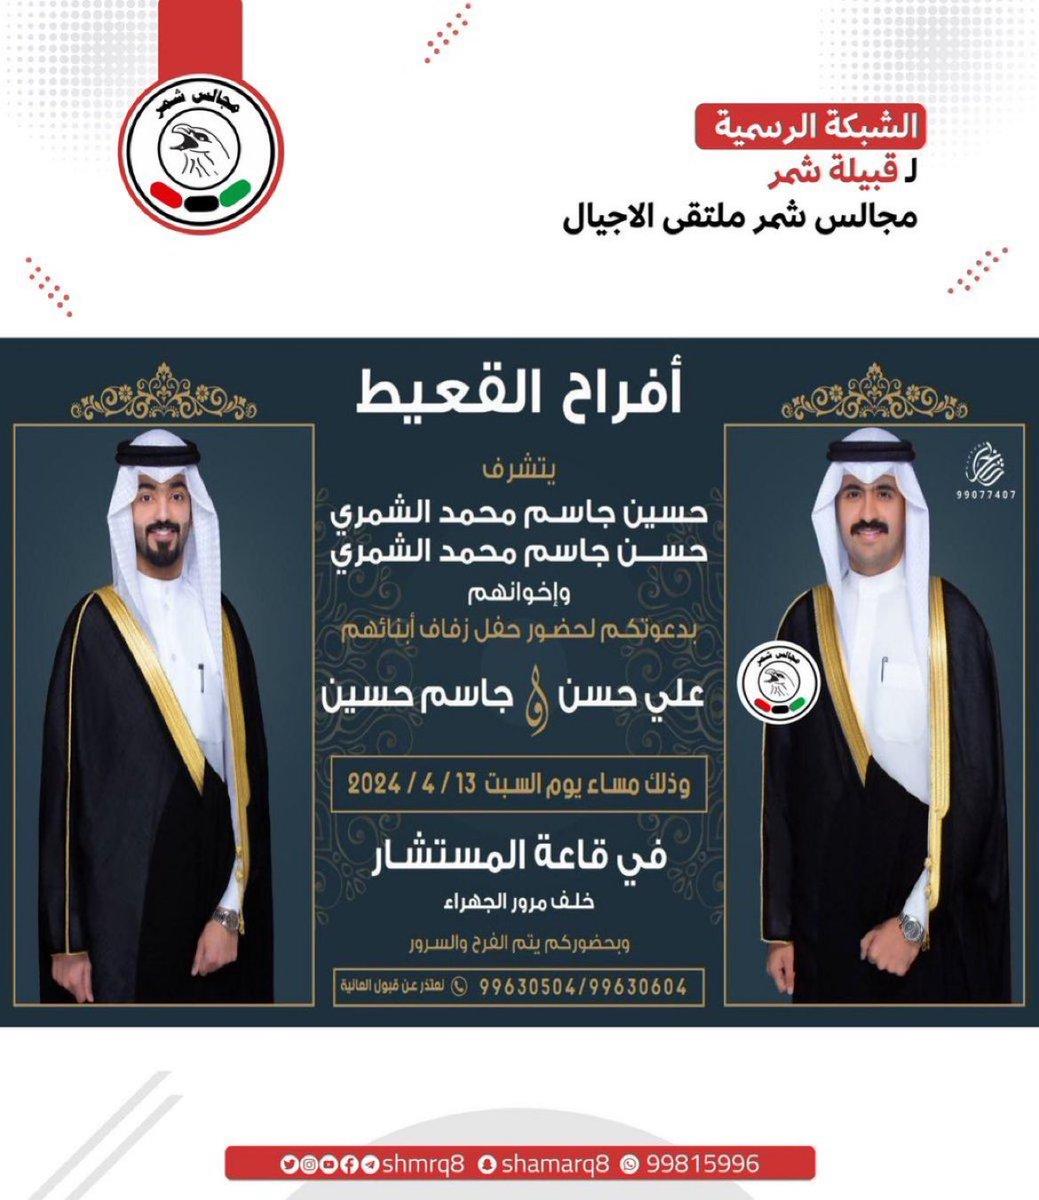 مجالس شمر
الشبكة الرسمية
لـ قبيلة شمر
مجالس شمر ملتقى الاجيال
أفراح القعيط
يتشرف
حسين جاسم محمد الشمري
حسن جاسم محمد الشمري
وإخوانهم
بدعوتكم لحضور حفل زفاف أبنائهم
علي حسن و جاسم حسين
وذلك مساء يوم السبت 13 / 4 / 2024
في قاعة المستشار
خلف مرور الجهراء
وبحضوركم يتم الفرح والسرور
99630504/99630604 نعتذر عن قبول العانية
99077407
مجالس شمر
shmrq8 shamarq8 99815996